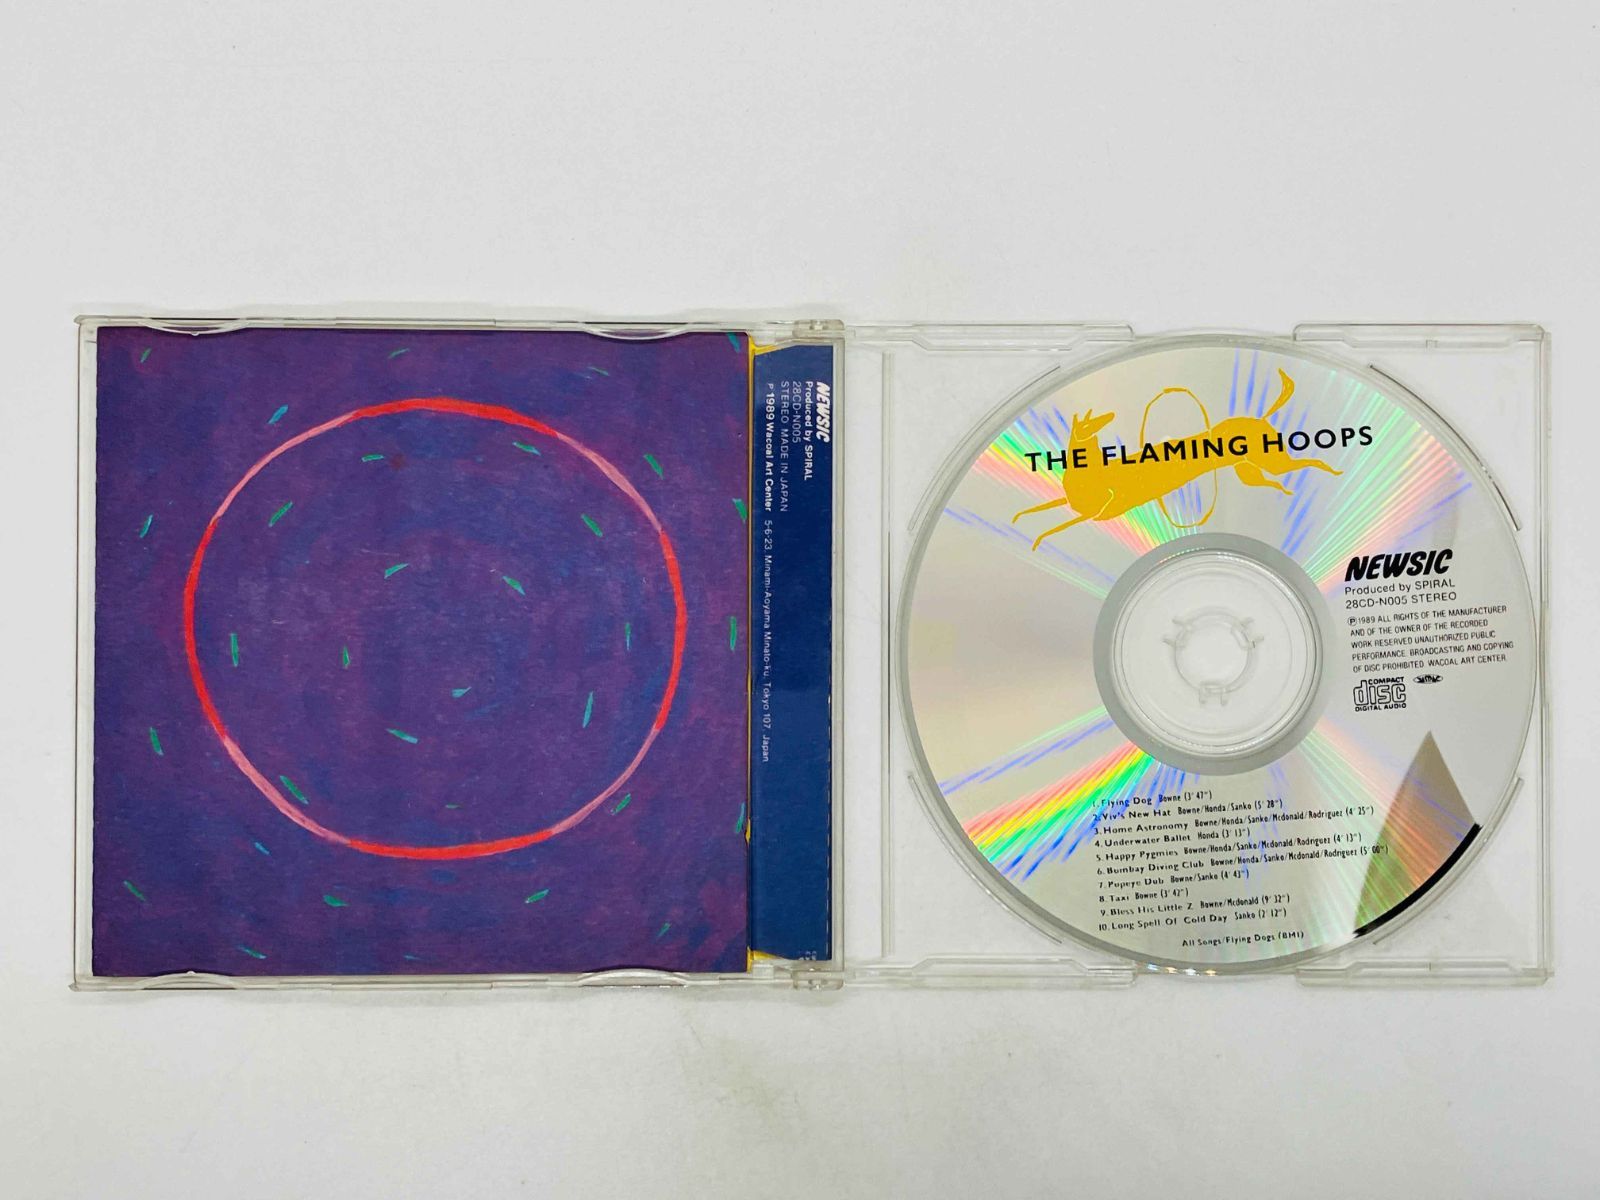 NEWSIC
Produced by SPIRAL
28CD-N005
STEREO MADE IN JAPAN
P 1989 Wacoal Art Center 5-6-23, Minami-Aoyama Minato-ku, Tokyo 107, Japan
THE FLAMING HOOPS
NEWSIC
Produced by SPIRAL
28CD-N005 STEREO
Ⓟ1989 ALL RIGHTS OF THE MANUFACTURER
AND OF THE OWNER OF THE RECORDED
WORK RESERVED UNAUTHORIZED PUBLIC
PERFORMANCE. BROADCASTING AND COPYING
OF DISC PROHIBITED. WACOAL ART CENTER.
COMPACT
disc
DIGITAL AUDIO
1. Flying Dog Bowne (3' 47")
2. Viv's New Hat Bowne/Honda/Sanko (5' 28")
3. Home Astronomy Bowne/Honda/Sanko/Mcdonald/Rodriguez (4' 25")
4. Underwater Ballet Honda (3' 13")
5. Happy Pygmies Bowne/Honda/Sanko/Mcdonald/Rodriguez (4' 13")
6. Bombay Diving Club Bowne/Honda/Sanko/Mcdonald/Rodriguez (5' 00")
7. Popeye Dub Bowne/Sanko (4' 43")
8. Taxi Bowne (3' 42")
9. Bless His Little Z Bowne/Mcdonald (9' 32")
10. Long Spell Of Cold Day Sanko (2' 12")
All Songs/Flying Dogs (BMI)